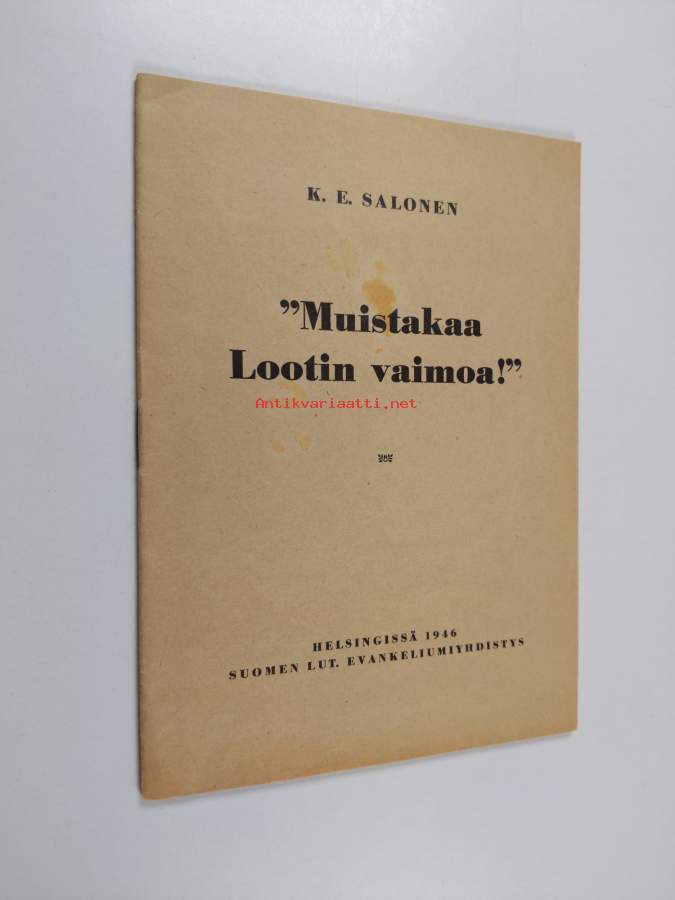 K. E. SALONEN
”Muistakaa
Lootin vaimoa!”
Antikvariaatti.net
HELSINGISSÄ 1946
SUOMEN LUT. EVANKELIUMIYHDISTYS